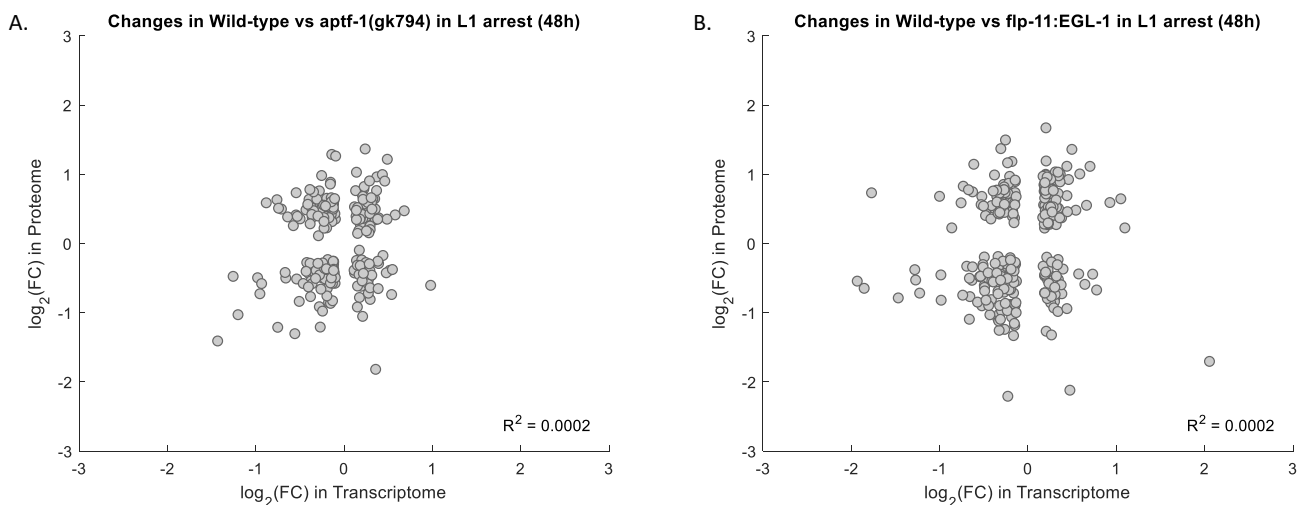 A.
Changes in Wild-type vs aptf-1(gk794) in L1 arrest (48h)
3
2
1
0
-1
-2
-3
log2(FC) in Proteome
R2 = 0.0002
-3 -2 -1 0 1 2 3
log2(FC) in Transcriptome
B.
Changes in Wild-type vs flp-11:EGL-1 in L1 arrest (48h)
3
2
1
0
-1
-2
-3
log2(FC) in Proteome
R2 = 0.0002
-3 -2 -1 0 1 2 3
log2(FC) in Transcriptome